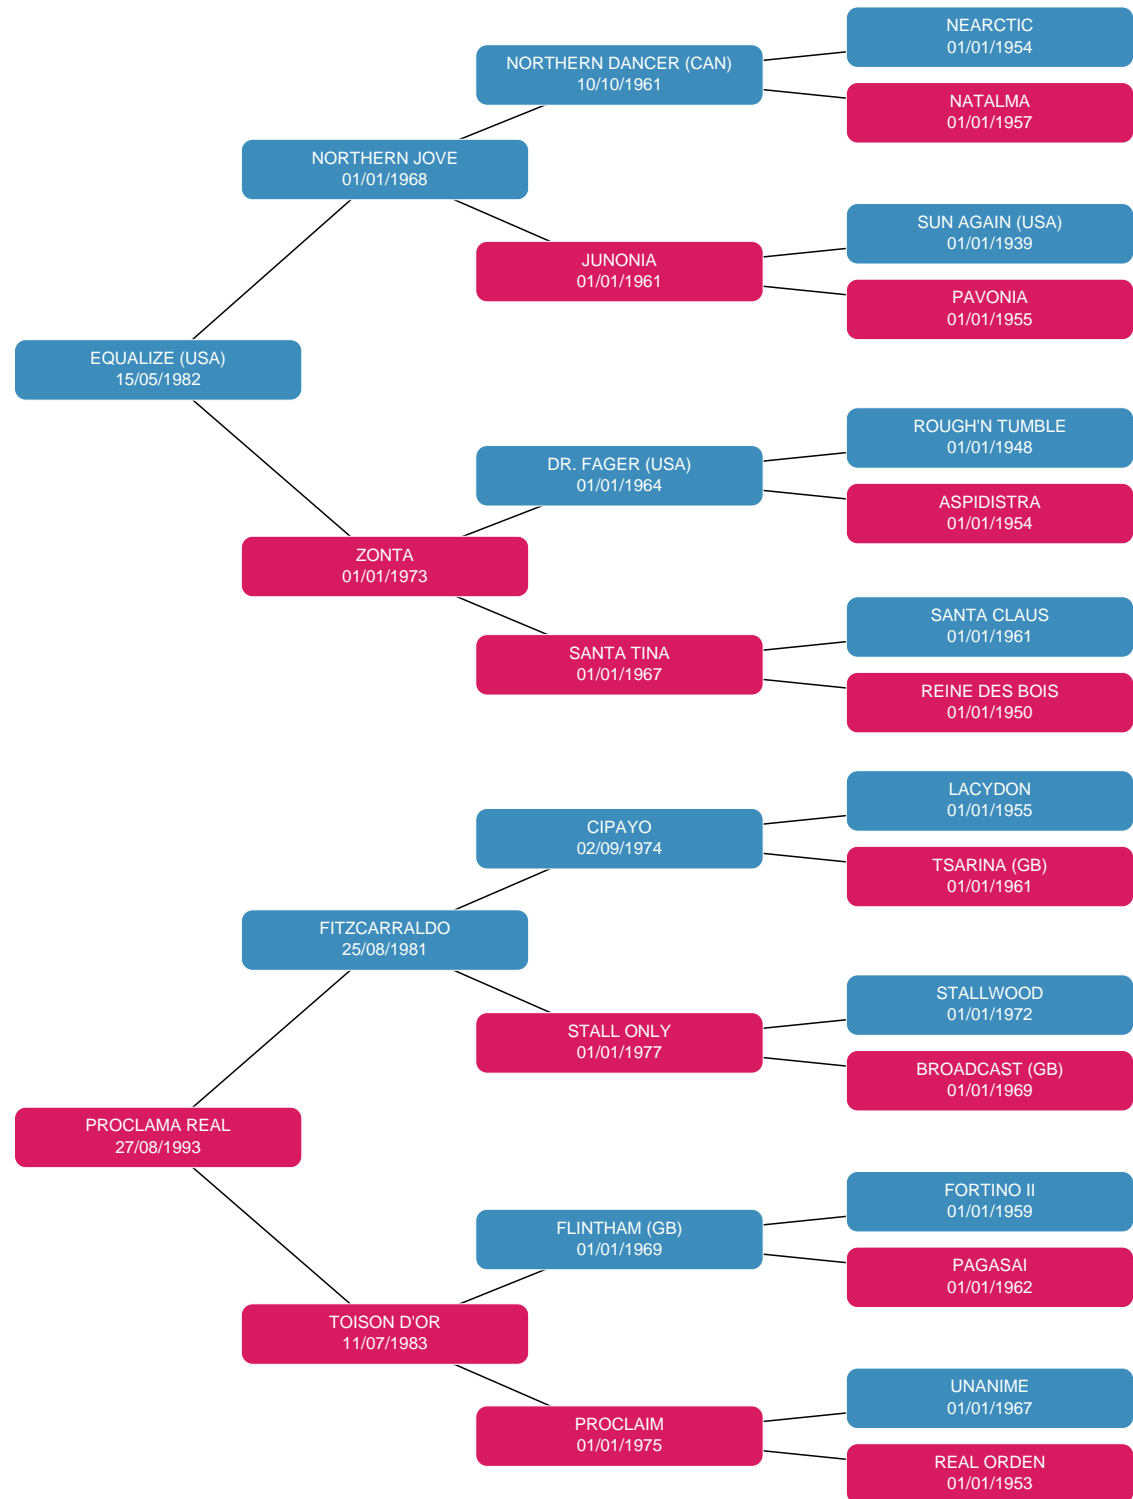 NEARCTIC
01/01/1954
NORTHERN DANCER (CAN)
10/10/1961
NATALMA
01/01/1957
NORTHERN JOVE
01/01/1968
SUN AGAIN (USA)
01/01/1939
JUNONIA
01/01/1961
PAVONIA
01/01/1955
EQUALIZE (USA)
15/05/1982
ROUGH'N TUMBLE
01/01/1948
DR. FAGER (USA)
01/01/1964
ASPIDISTRA
01/01/1954
ZONTA
01/01/1973
SANTA CLAUS
01/01/1961
SANTA TINA
01/01/1967
REINE DES BOIS
01/01/1950
LACYDON
01/01/1955
CIPAYO
02/09/1974
TSARINA (GB)
01/01/1961
FITZCARRALDO
25/08/1981
STALLWOOD
01/01/1972
STALL ONLY
01/01/1977
BROADCAST (GB)
01/01/1969
PROCLAMA REAL
27/08/1993
FORTINO II
01/01/1959
FLINTHAM (GB)
01/01/1969
PAGASAI
01/01/1962
TOISON D'OR
11/07/1983
UNANIME
01/01/1967
PROCLAIM
01/01/1975
REAL ORDEN
01/01/1953